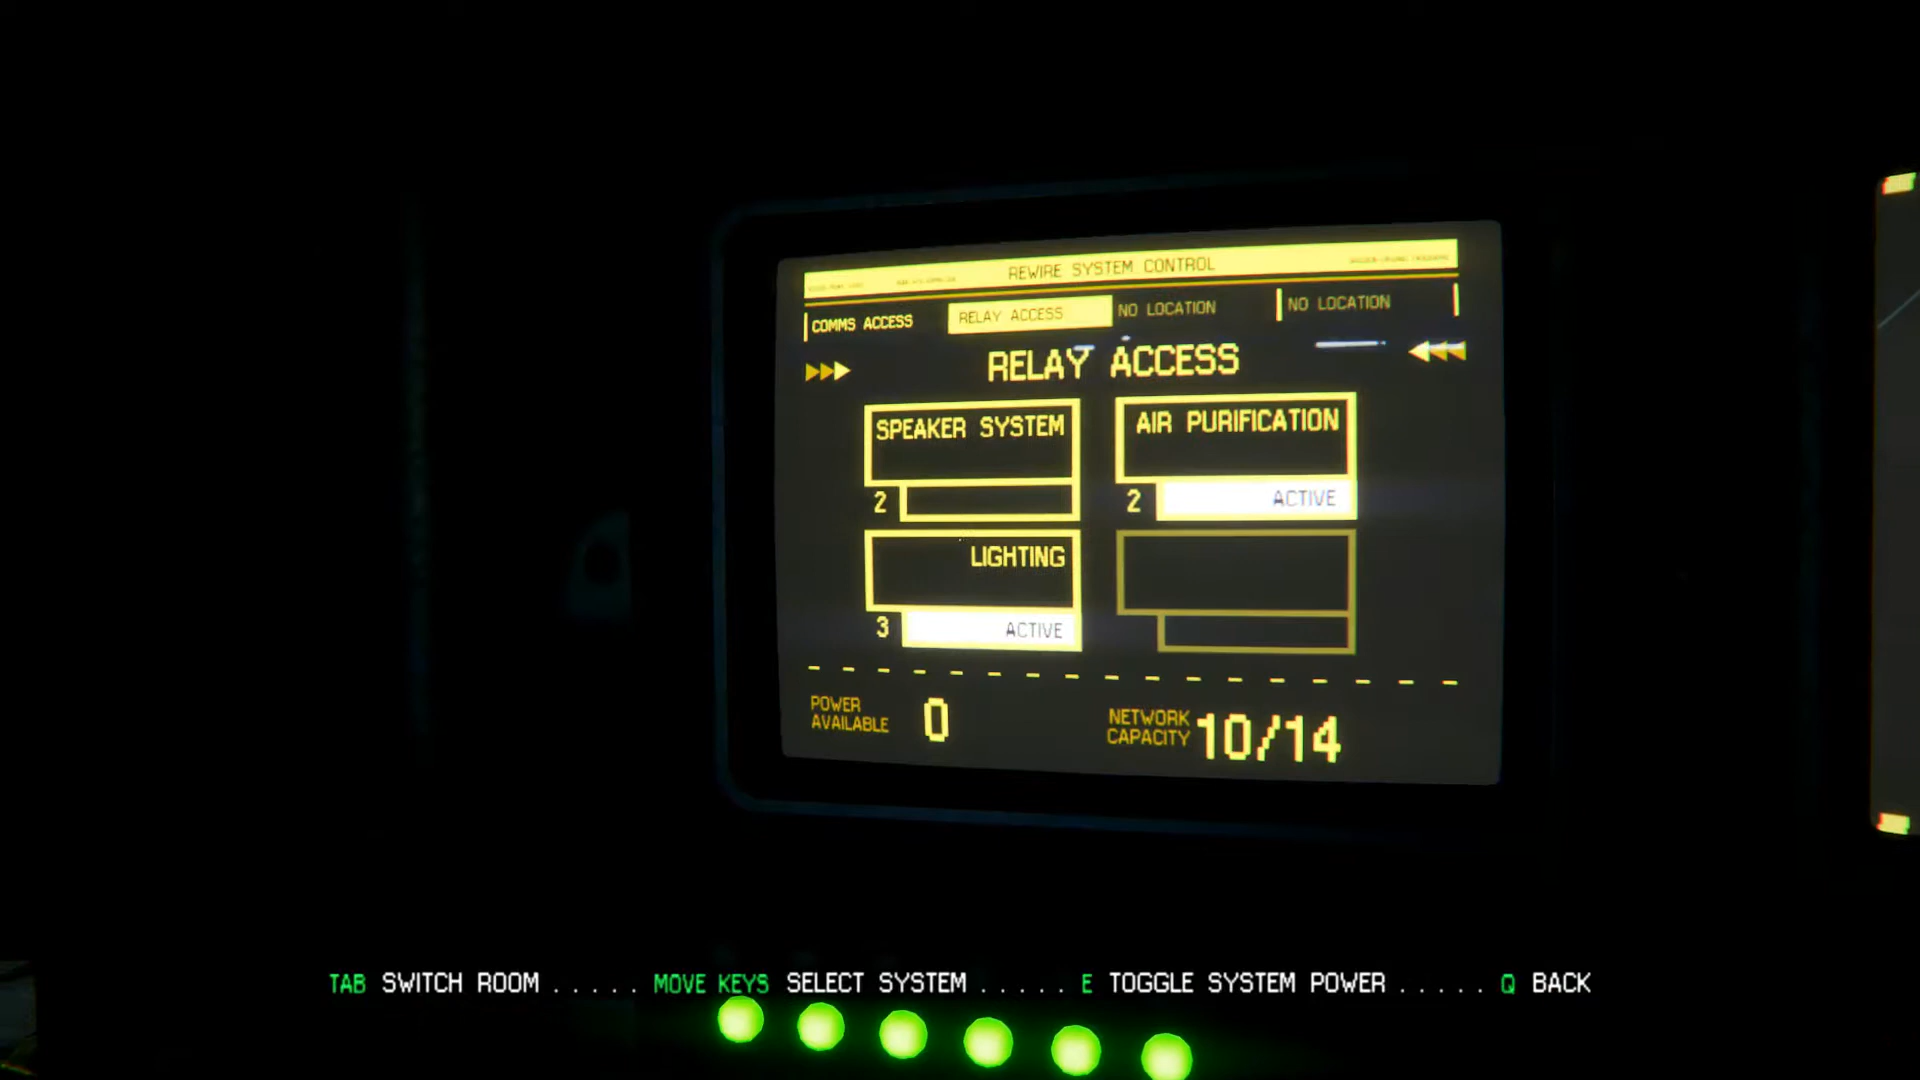 REWIRE SYSTEM CONTROL
COMMS ACCESS
RELAY ACCESS
NO LOCATION
NO LOCATION
RELAY ACCESS
SPEAKER SYSTEM
2
AIR PURIFICATION
2 ACTIVE
LIGHTING
3 ACTIVE
POWER
AVAILABLE
0
NETWORK
CAPACITY
10/14
TAB SWITCH ROOM ..... MOVE KEYS SELECT SYSTEM ..... E TOGGLE SYSTEM POWER ..... Q BACK